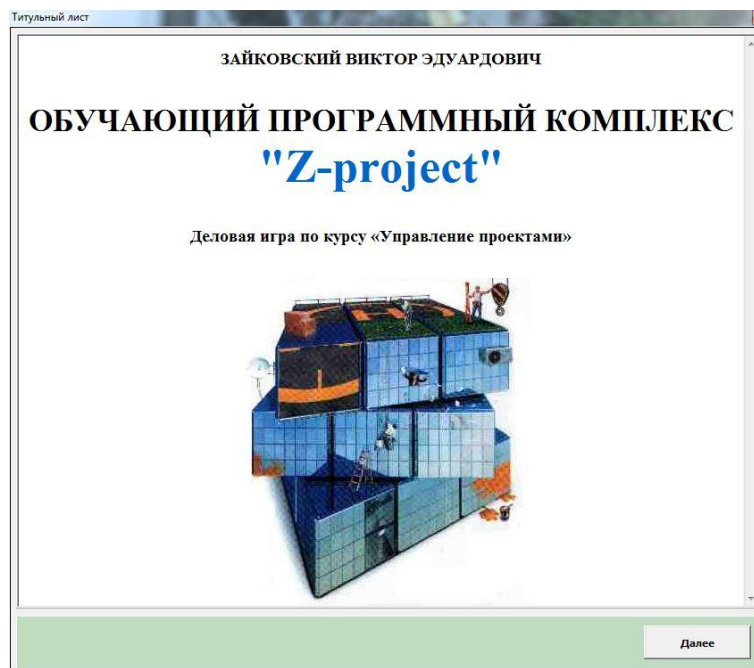 Титульный лист
ЗАЙКОВСКИЙ ВИКТОР ЭДУАРДОВИЧ
ОБУЧАЮЩИЙ ПРОГРАММНЫЙ КОМПЛЕКС
"Z-project"
Деловая игра по курсу «Управление проектами»
Далее